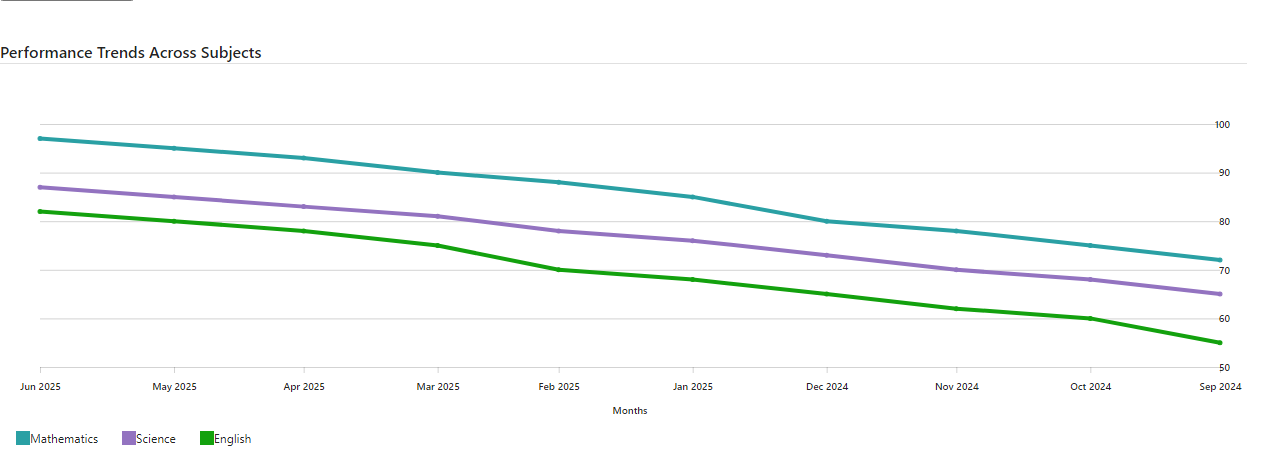 Performance Trends Across Subjects
100
90
80
70
60
50
Jun 2025 May 2025 Apr 2025 Mar 2025 Feb 2025 Jan 2025 Dec 2024 Nov 2024 Oct 2024 Sep 2024
Months
Mathematics Science English